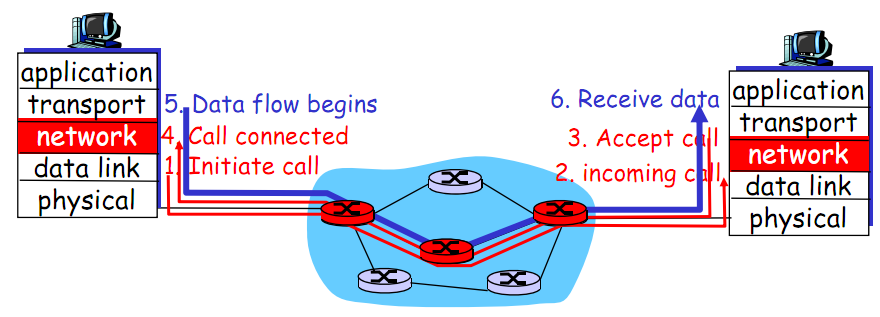 application
transport
network
data link
physical
5. Data flow begins
4. Call connected
1. Initiate call
6. Receive data
3. Accept call
2. incoming call
application
transport
network
data link
physical